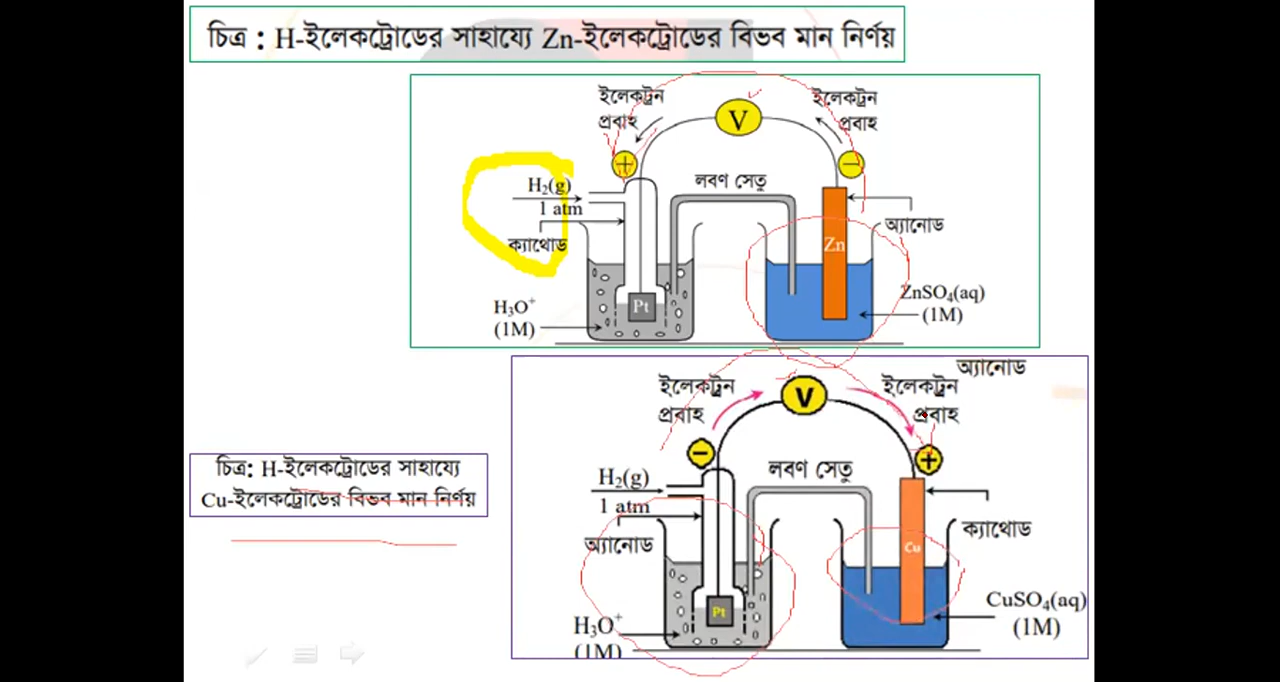 চিত্র : H-ইলেকট্রোডের সাহায্যে Zn-ইলেকট্রোডের বিভব মান নির্ণয়
ইলেকট্রন
প্রবাহ
V
ইলেকট্রন
প্রবাহ
+
−
H₂(g)
1 atm
ক্যাথোড
লবণ সেতু
অ্যানোড
Zn
Pt
H₃O⁺
(1M)
ZnSO₄(aq)
(1M)
অ্যানোড
ইলেকট্রন
প্রবাহ
V
ইলেকট্রন
প্রবাহ
−
+
চিত্র: H-ইলেকট্রোডের সাহায্যে
Cu-ইলেকট্রোডের বিভব মান নির্ণয়
H₂(g)
1 atm
অ্যানোড
লবণ সেতু
ক্যাথোড
Cu
Pt
H₃O⁺
(1M)
CuSO₄(aq)
(1M)